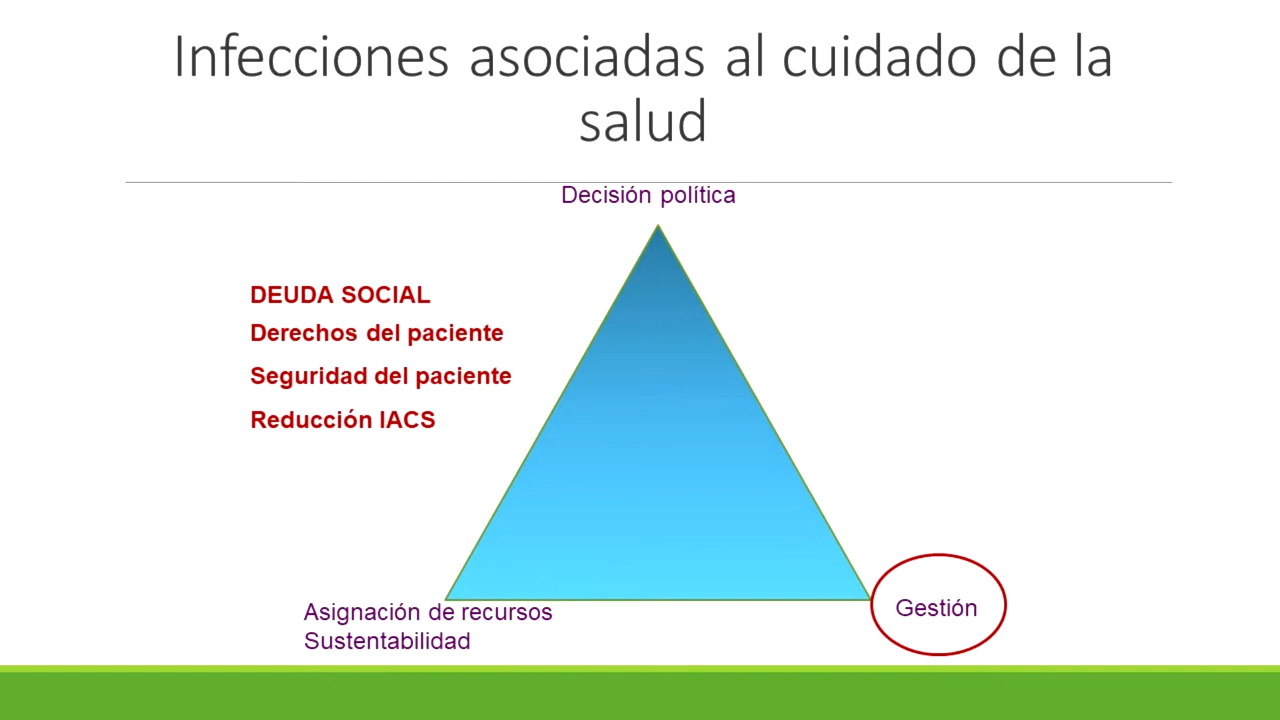 Infecciones asociadas al cuidado de la
salud
Decisión política
DEUDA SOCIAL
Derechos del paciente
Seguridad del paciente
Reducción IACS
Asignación de recursos
Sustentabilidad
Gestión